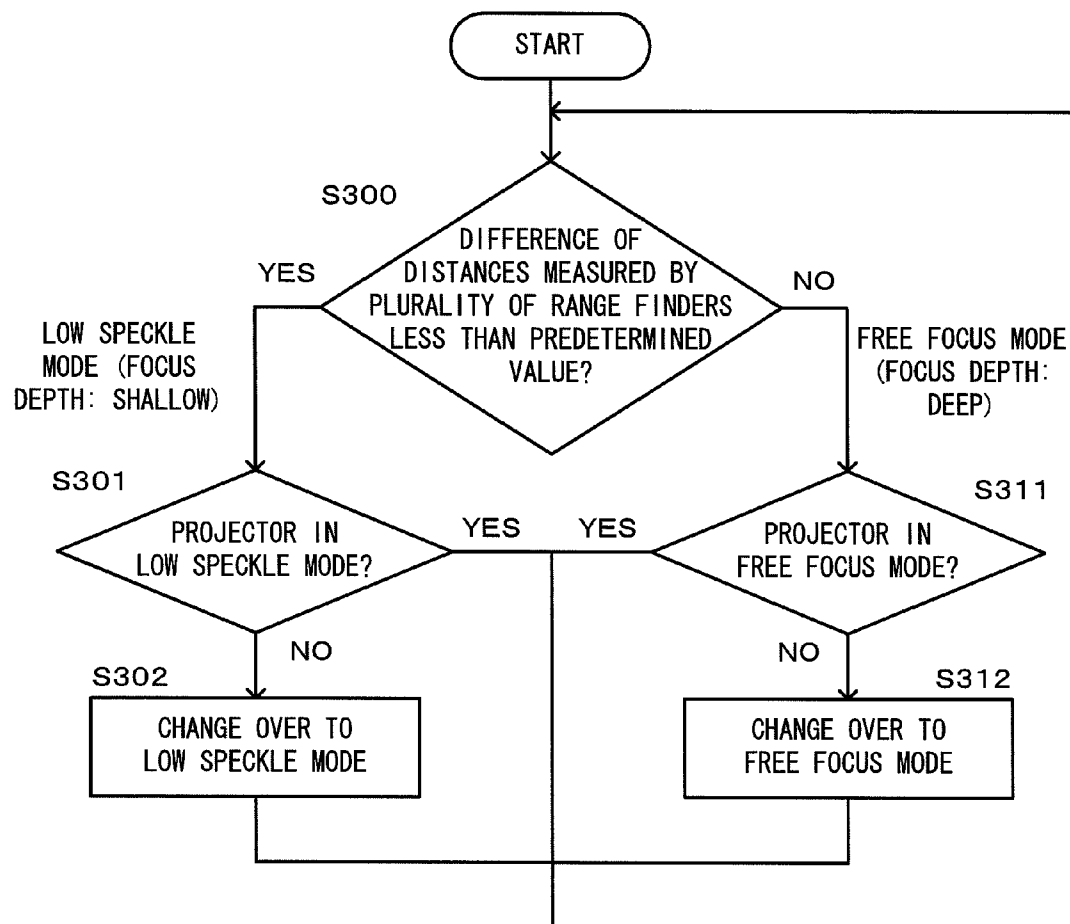 START
S300
DIFFERENCE OF
DISTANCES MEASURED BY
PLURALITY OF RANGE FINDERS
LESS THAN PREDETERMINED
VALUE?
YES
NO
LOW SPECKLE
MODE (FOCUS
DEPTH: SHALLOW)
FREE FOCUS MODE
(FOCUS DEPTH:
DEEP)
S301
PROJECTOR IN
LOW SPECKLE MODE?
YES
YES
S311
PROJECTOR IN
FREE FOCUS MODE?
NO
NO
S302
CHANGE OVER TO
LOW SPECKLE MODE
S312
CHANGE OVER TO
FREE FOCUS MODE